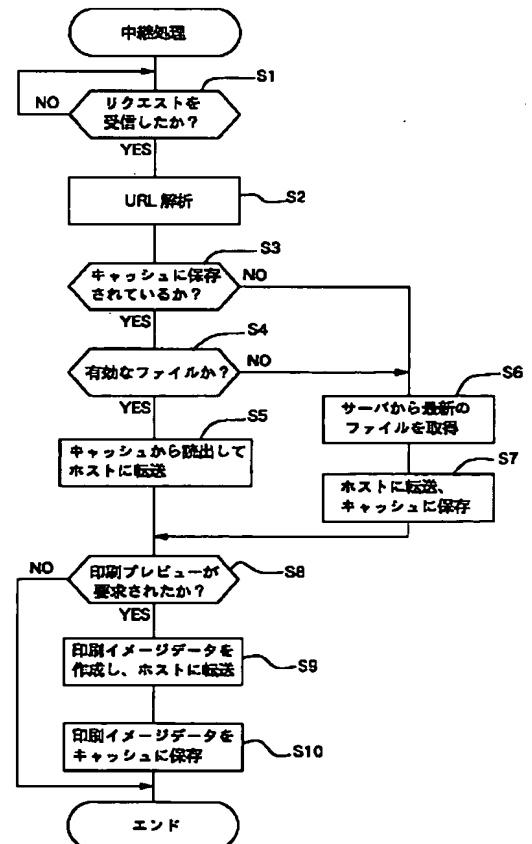 中継処理
S1
NO
リクエストを
受信したか？
YES
URL 解析
S2
S3
キャッシュに保存
されているか？
NO
YES
S4
有効なファイルか？
NO
YES
S6
サーバから最新の
ファイルを取得
S5
キャッシュから読出して
ホストに転送
S7
ホストに転送、
キャッシュに保存
NO
印刷プレビューが
要求されたか？
S8
YES
印刷イメージデータを
作成し、ホストに転送
S9
印刷イメージデータを
キャッシュに保存
S10
エンド